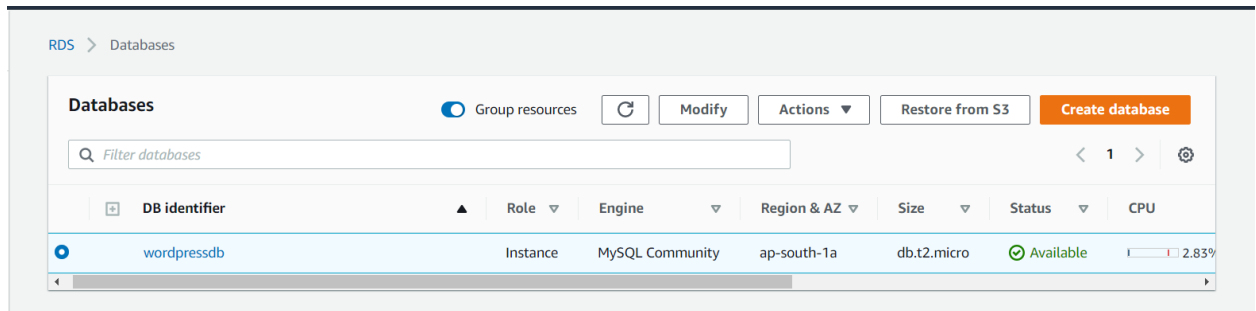 RDS > Databases
Databases Group resources Modify Actions Restore from S3 Create database
Filter databases 1
DB identifier Role Engine Region & AZ Size Status CPU
wordpressdb Instance MySQL Community ap-south-1a db.t2.micro Available 2.83%